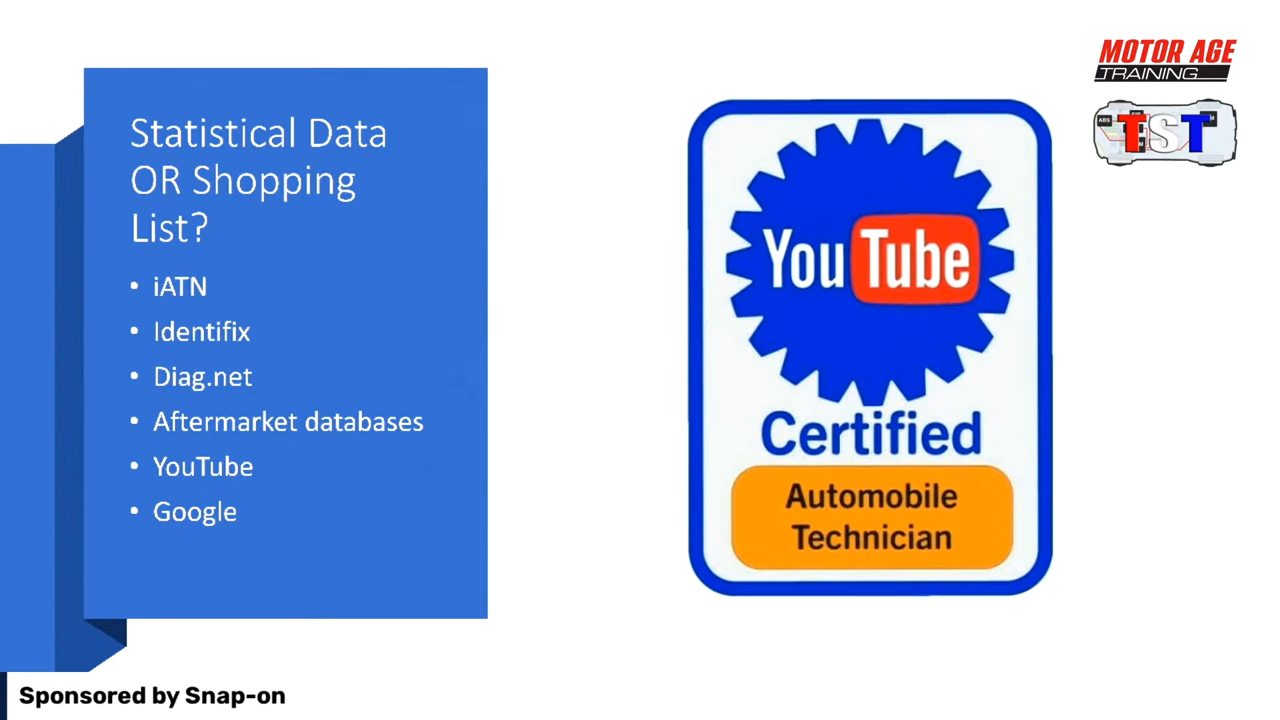 MOTOR AGE
TRAINING
TST
Statistical Data
OR Shopping
List?
• iATN
• Identifix
• Diag.net
• Aftermarket databases
• YouTube
• Google
YouTube
Certified
Automobile
Technician
Sponsored by Snap-on